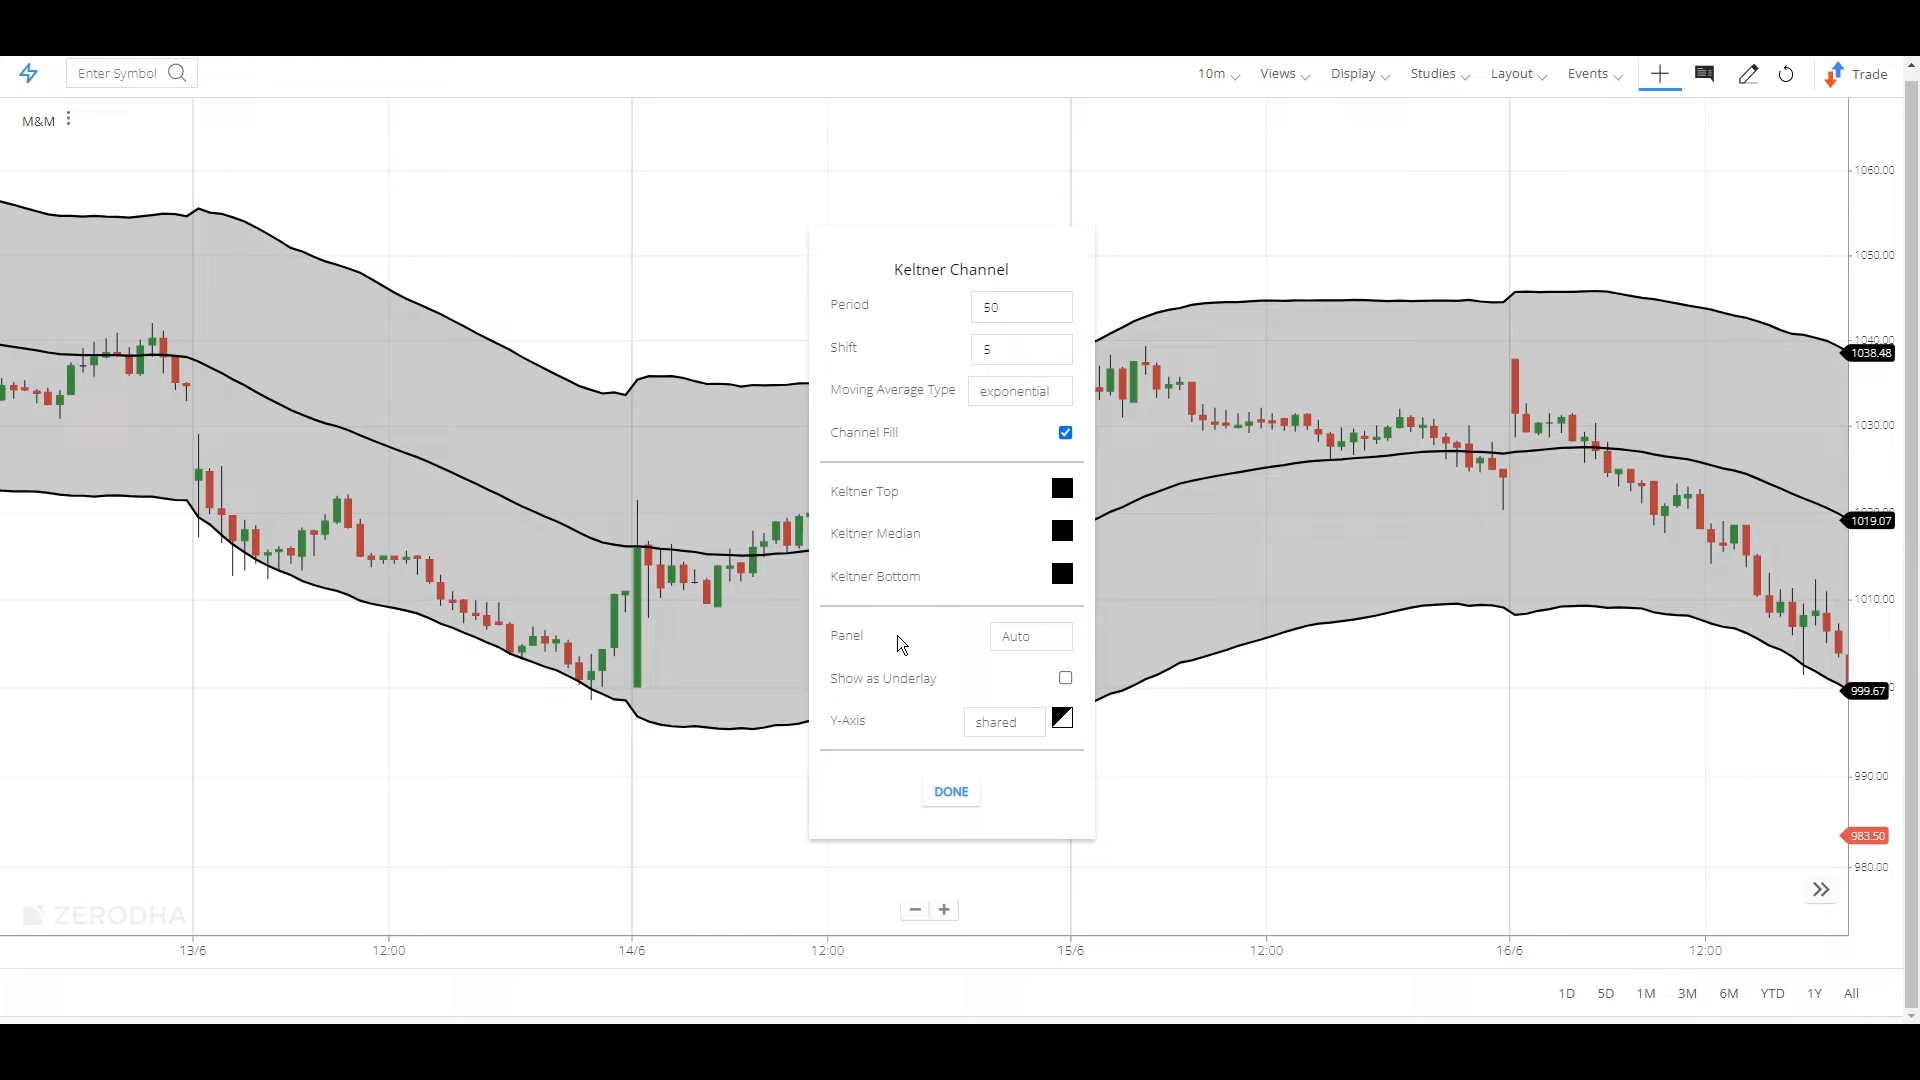 Enter Symbol
10m Views Display Studies Layout Events Trade
M&M
1060.00
1050.00
1040.00
1038.48
1030.00
1019.07
1010.00
999.67
990.00
983.50
980.00
Keltner Channel
Period 50
Shift 5
Moving Average Type exponential
Channel Fill
Keltner Top
Keltner Median
Keltner Bottom
Panel Auto
Show as Underlay
Y-Axis shared
DONE
ZERODHA
13/6 12:00 14/6 12:00 15/6 12:00 16/6 12:00
1D 5D 1M 3M 6M YTD 1Y All